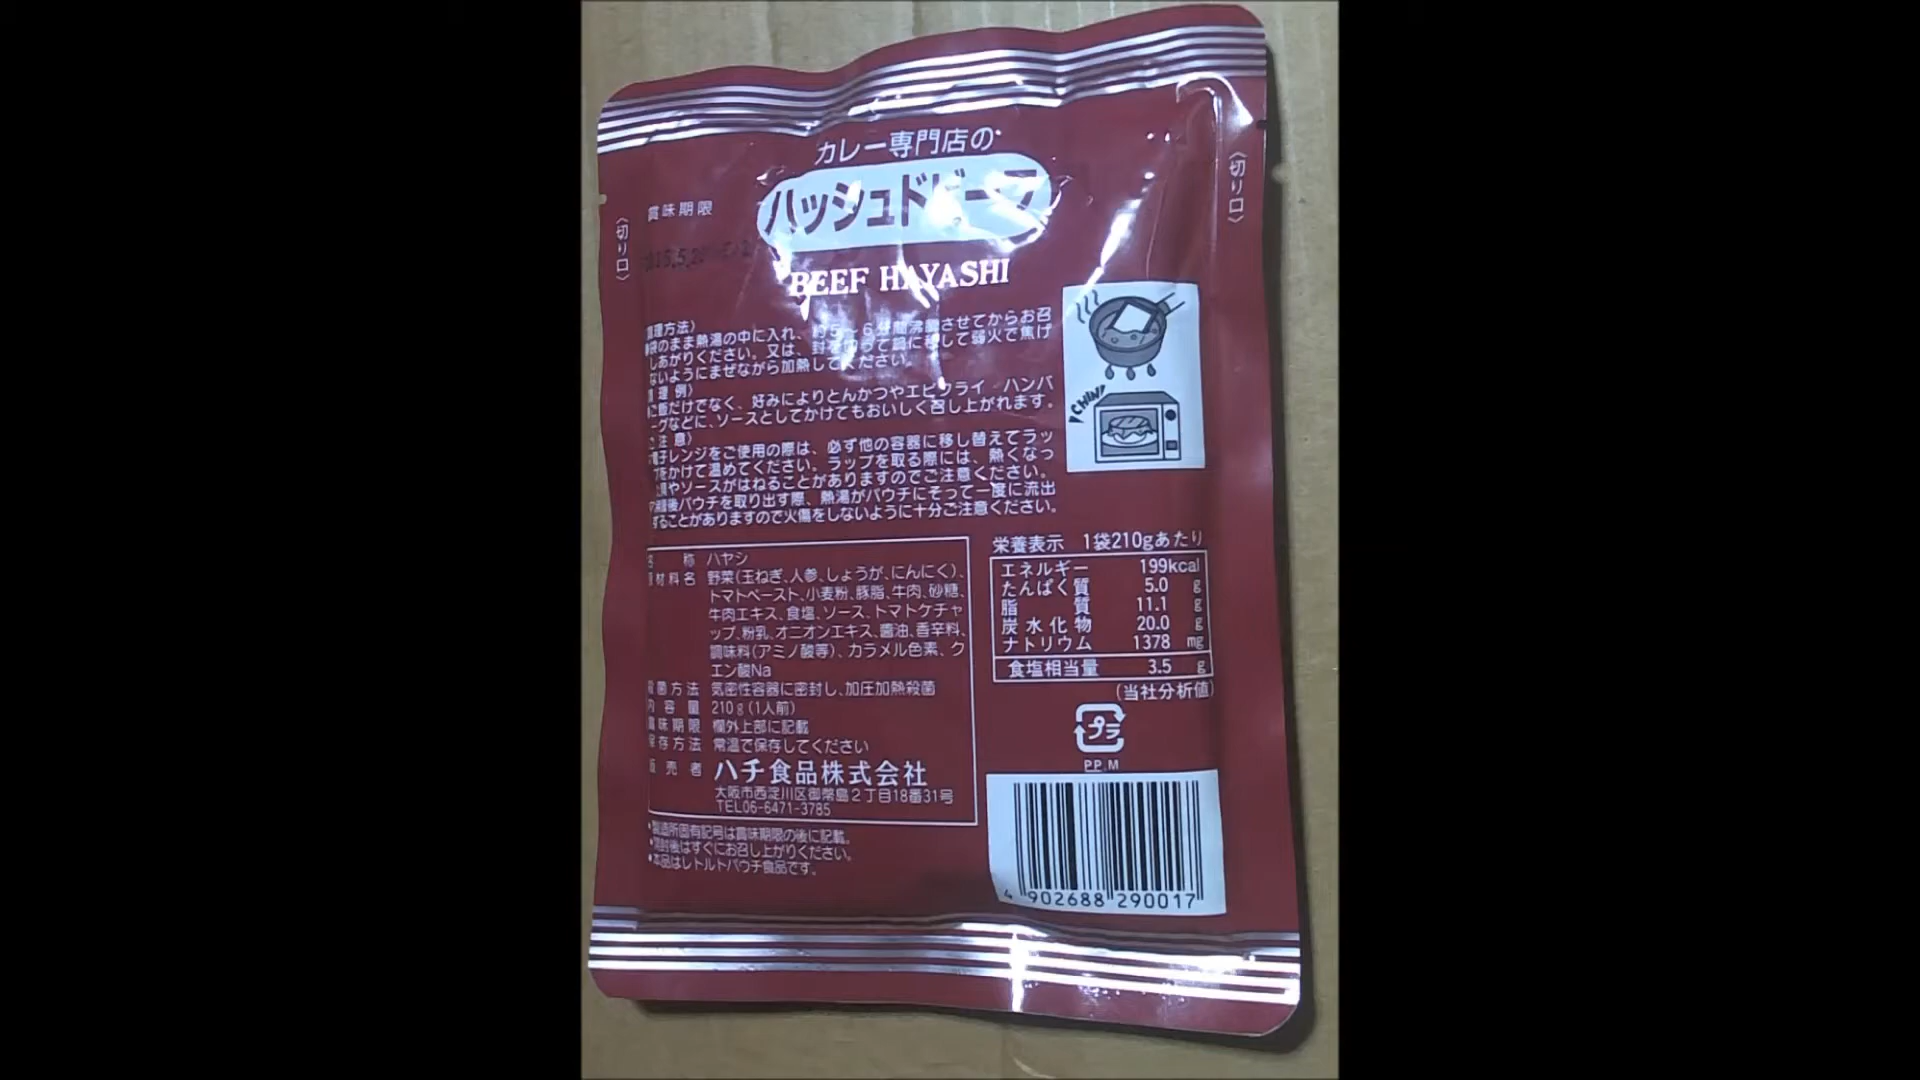 カレー専門店の
ハッシュドビーフ
BEEF HAYASHI
賞味期限
〈切り口〉
〈切り口〉
理方法）
袋のまま熱湯の中に入れ、約5〜6分間沸騰させてからお召
しあがりください。又は、封を切って鍋に移して弱火で焦げ
ないようにまぜながら加熱してください。
理 例）
ご飯だけでなく、好みによりとんかつやエビフライ ハンバ
ーグなどに、ソースとしてかけてもおいしく召し上がれます。
注 意）
電子レンジをご使用の際は、必ず他の容器に移し替えてラッ
プをかけて温めてください。ラップを取る際には、熱くなっ
具やソースがはねることがありますのでご注意ください。
沸騰後パウチを取り出す際、熱湯がパウチにそって一度に流出
することがありますので火傷をしないように十分ご注意ください。
CHIN!
称 ハヤシ
材料名 野菜(玉ねぎ、人参、しょうが、にんにく)、
トマトペースト、小麦粉、豚脂、牛肉、砂糖、
牛肉エキス、食塩、ソース、トマトケチャ
ップ、粉乳、オニオンエキス、醤油、香辛料、
調味料(アミノ酸等)、カラメル色素、ク
エン酸Na
殺菌方法 気密性容器に密封し、加圧加熱殺菌
内容量 210g(1人前)
賞味期限 欄外上部に記載
保存方法 常温で保存してください
販売者 ハチ食品株式会社
大阪市西淀川区御幣島2丁目18番31号
TEL06-6471-3785
・製造所固有記号は賞味期限の後に記載。
・開封後はすぐにお召し上がりください。
・本品はレトルトパウチ食品です。
栄養表示 1袋210gあたり
エネルギー 199kcal
たんぱく質 5.0 g
脂質 11.1 g
炭水化物 20.0 g
ナトリウム 1378 mg
食塩相当量 3.5 g
(当社分析値)
プラ
PP,M
4 902688 290017